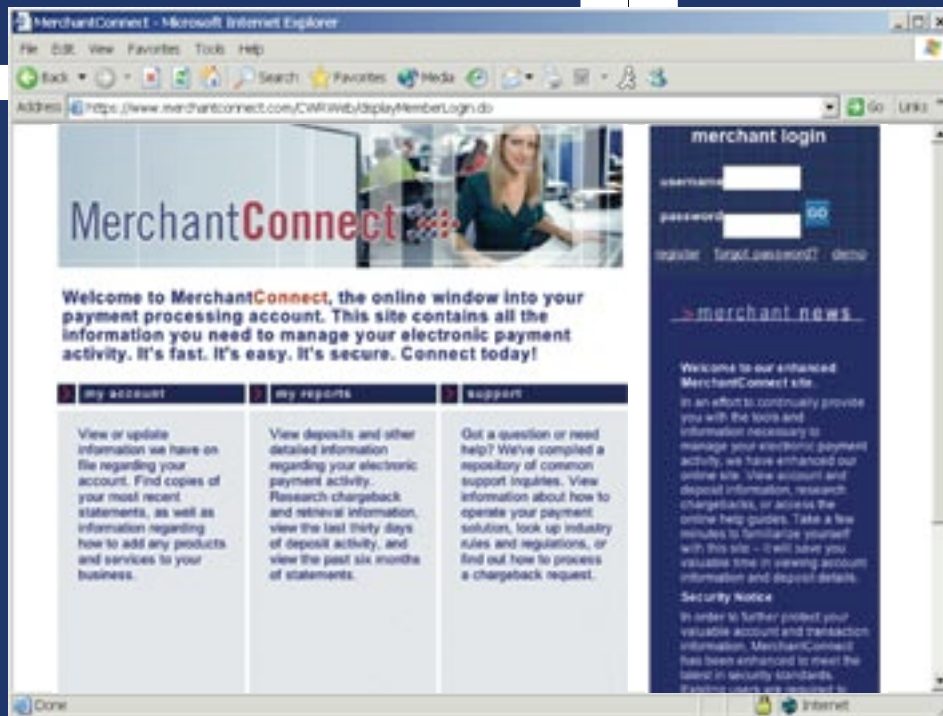 MerchantConnect - Microsoft Internet Explorer
File Edit View Favorites Tools Help
Back Search Favorites Media
Address https://www.merchantconnect.com/CWRWeb/displayMemberLogin.do Go Links
MerchantConnect
Welcome to MerchantConnect, the online window into your
payment processing account. This site contains all the
information you need to manage your electronic payment
activity. It's fast. It's easy. It's secure. Connect today!
> my account
View or update
information we have on
file regarding your
account. Find copies of
your most recent
statements, as well as
information regarding
how to add any products
and services to your
business.
> my reports
View deposits and other
detailed information
regarding your electronic
payment activity.
Research chargeback
and retrieval information,
view the last thirty days
of deposit activity, and
view the past six months
of statements.
> support
Got a question or need
help? We've compiled a
repository of common
support inquiries. View
information about how to
operate your payment
solution, look up industry
rules and regulations, or
find out how to process
a chargeback request.
merchant login
username
password GO
register forgot password? demo
>merchant news
Welcome to our enhanced
MerchantConnect site.
In an effort to continually provide
you with the tools and
information necessary to
manage your electronic payment
activity, we have enhanced our
online site. View account and
deposit information, research
chargebacks, or access the
online help guides. Take a few
minutes to familiarize yourself
with this site – it will save you
valuable time in viewing account
information and deposit details.
Security Notice
In order to further protect your
valuable account and transaction
information, MerchantConnect
has been enhanced to meet the
latest in security standards.
Existing users are required to
Done Internet